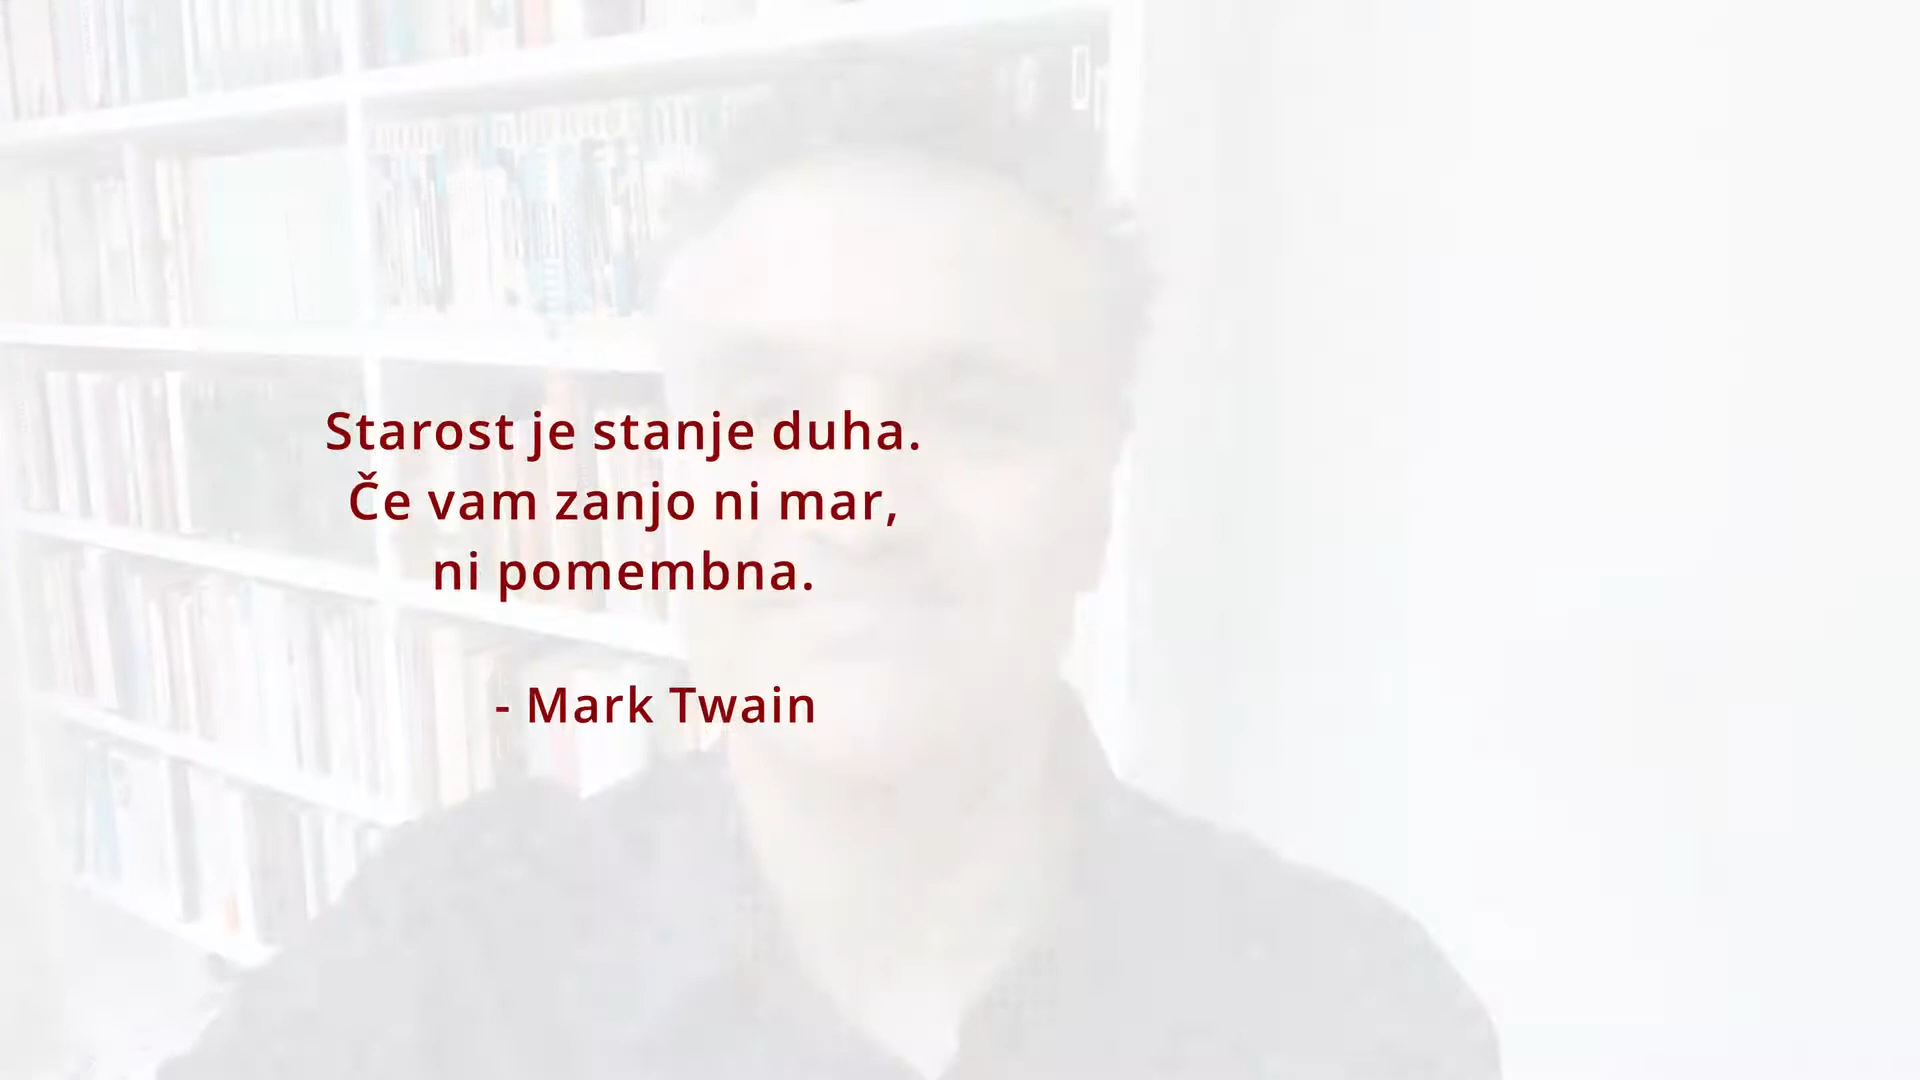 Starost je stanje duha.
Če vam zanjo ni mar,
ni pomembna.
- Mark Twain